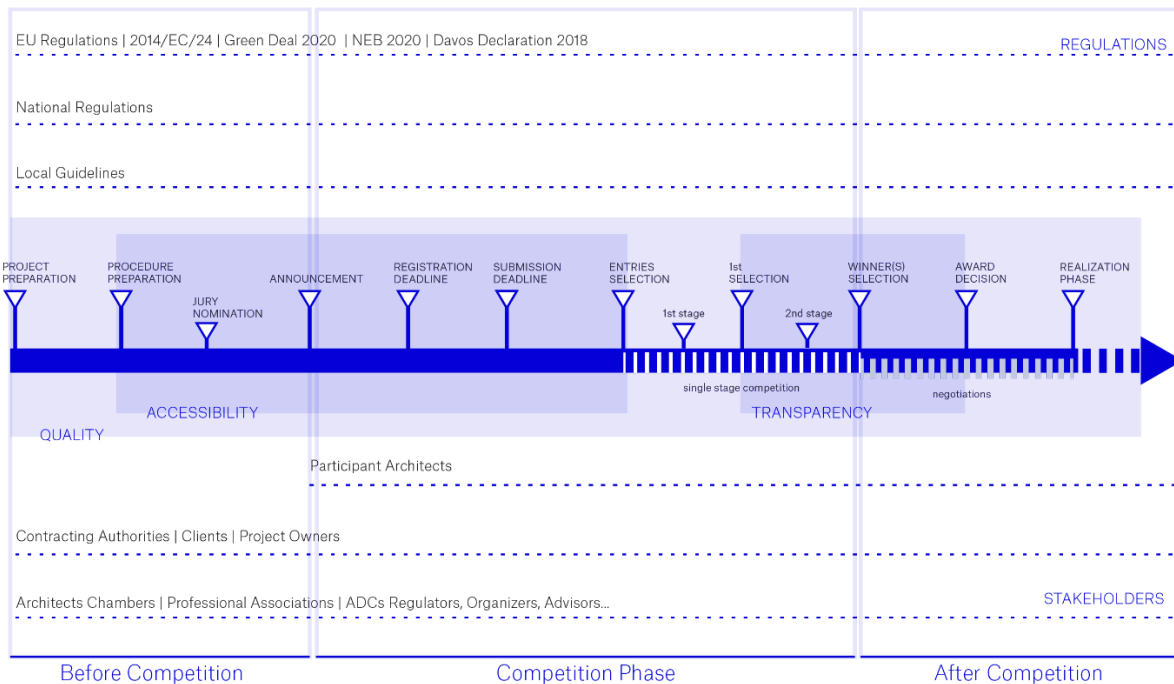 EU Regulations | 2014/EC/24 | Green Deal 2020 | NEB 2020 | Davos Declaration 2018
REGULATIONS
National Regulations
Local Guidelines
PROJECT
PREPARATION
PROCEDURE
PREPARATION
JURY
NOMINATION
ANNOUNCEMENT
REGISTRATION
DEADLINE
SUBMISSION
DEADLINE
ENTRIES
SELECTION
1st stage
1st
SELECTION
2nd stage
WINNER(S)
SELECTION
AWARD
DECISION
REALIZATION
PHASE
single stage competition
negotiations
ACCESSIBILITY
TRANSPARENCY
QUALITY
Participant Architects
Contracting Authorities | Clients | Project Owners
Architects Chambers | Professional Associations | ADCs Regulators, Organizers, Advisors...
STAKEHOLDERS
Before Competition
Competition Phase
After Competition